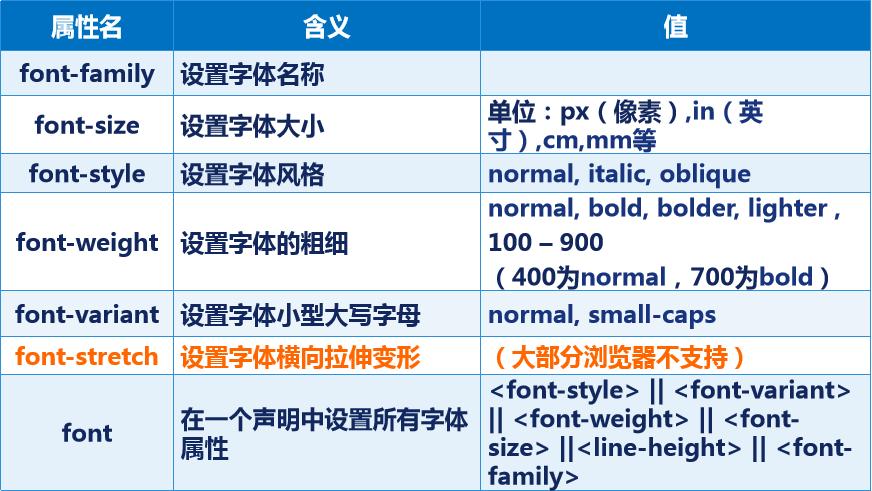 属性名 含义 值
font-family 设置字体名称
font-size 设置字体大小 单位：px（像素）,in（英
寸）,cm,mm等
font-style 设置字体风格 normal, italic, oblique
font-weight 设置字体的粗细 normal, bold, bolder, lighter ,
100 – 900
（400为normal，700为bold）
font-variant 设置字体小型大写字母 normal, small-caps
font-stretch 设置字体横向拉伸变形 （大部分浏览器不支持）
font 在一个声明中设置所有字体
属性 <font-style> || <font-variant>
|| <font-weight> || <font-
size> ||<line-height> || <font-
family>